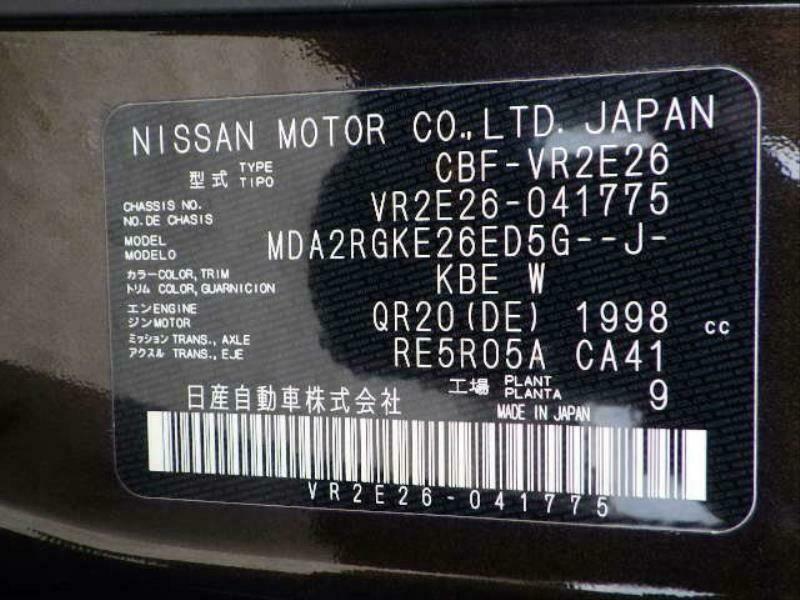 NISSAN MOTOR CO.,LTD. JAPAN
型式 TYPE TIPO CBF-VR2E26
CHASSIS NO. NO.DE CHASIS VR2E26-041775
MODEL MODELO MDA2RGKE26ED5G--J-
カラー COLOR, TRIM トリム COLOR, GUARNICION KBE W
エンジン ENGINE MOTOR QR20(DE) 1998 cc
ミッション TRANS., AXLE アクスル TRANS., EJE RE5R05A CA41
日産自動車株式会社 工場 PLANT PLANTA 9
MADE IN JAPAN
VR2E26-041775